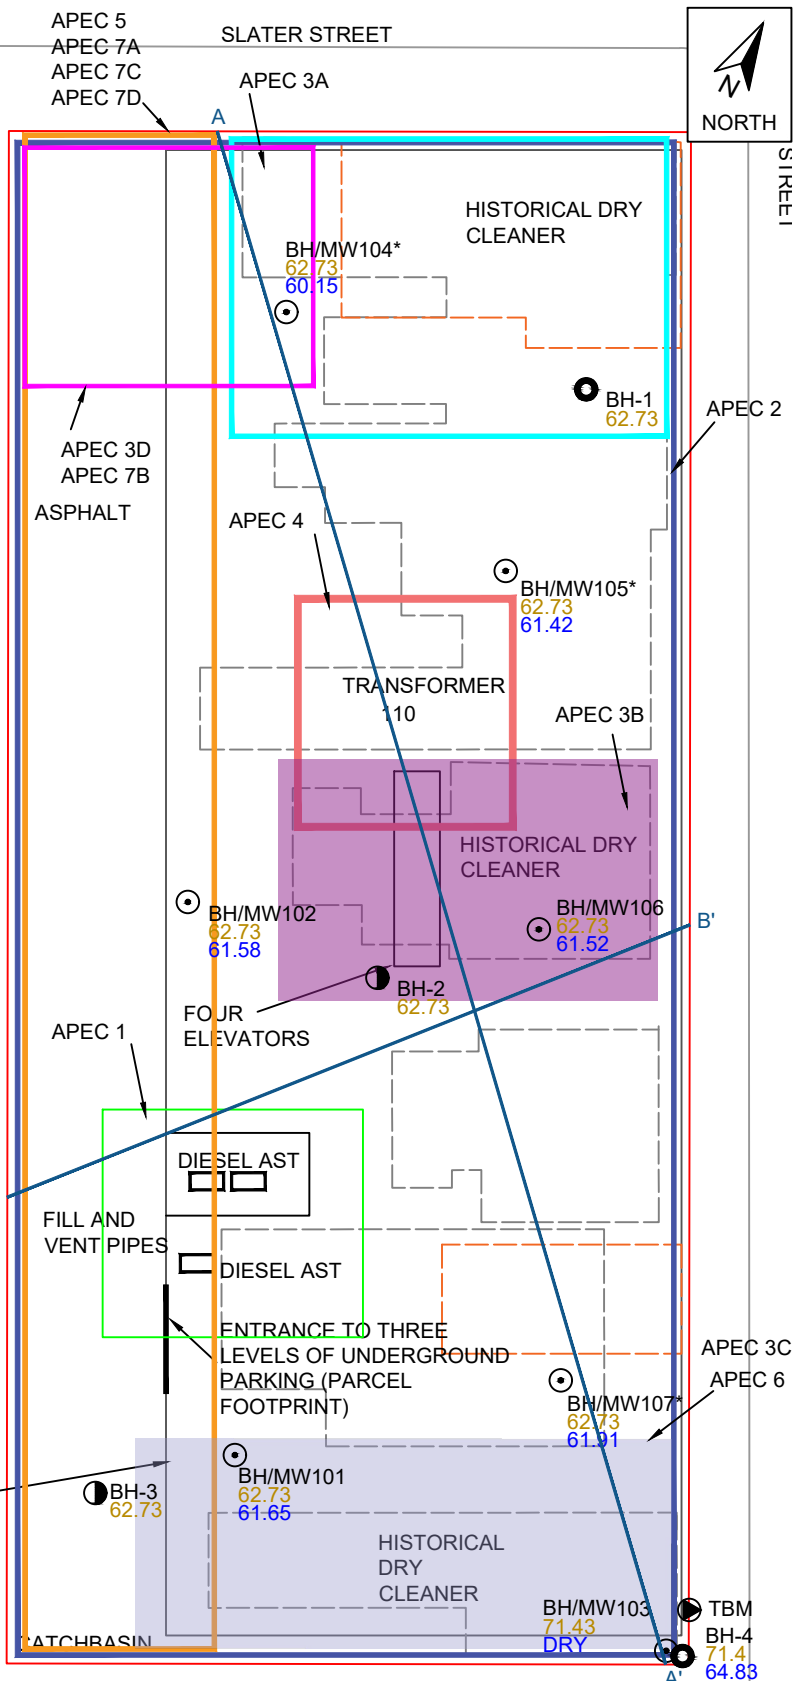 APEC 5
APEC 7A
APEC 7C
APEC 7D
SLATER STREET
APEC 3A
N
NORTH
STREET
A
HISTORICAL DRY
CLEANER
BH/MW104*
62.73
60.15
BH-1
62.73
APEC 2
APEC 3D
APEC 7B
ASPHALT
APEC 4
BH/MW105*
62.73
61.42
TRANSFORMER
110
APEC 3B
HISTORICAL DRY
CLEANER
BH/MW102
62.73
61.58
BH/MW106
62.73
61.52
B'
BH-2
62.73
FOUR
ELEVATORS
APEC 1
DIESEL AST
FILL AND
VENT PIPES
DIESEL AST
ENTRANCE TO THREE
LEVELS OF UNDERGROUND
PARKING (PARCEL
FOOTPRINT)
APEC 3C
APEC 6
BH/MW107*
62.73
61.91
BH/MW101
62.73
61.65
BH-3
62.73
HISTORICAL
DRY
CLEANER
BH/MW103
71.43
DRY
TBM
BH-4
71.4
64.83
CATCHBASIN
A'